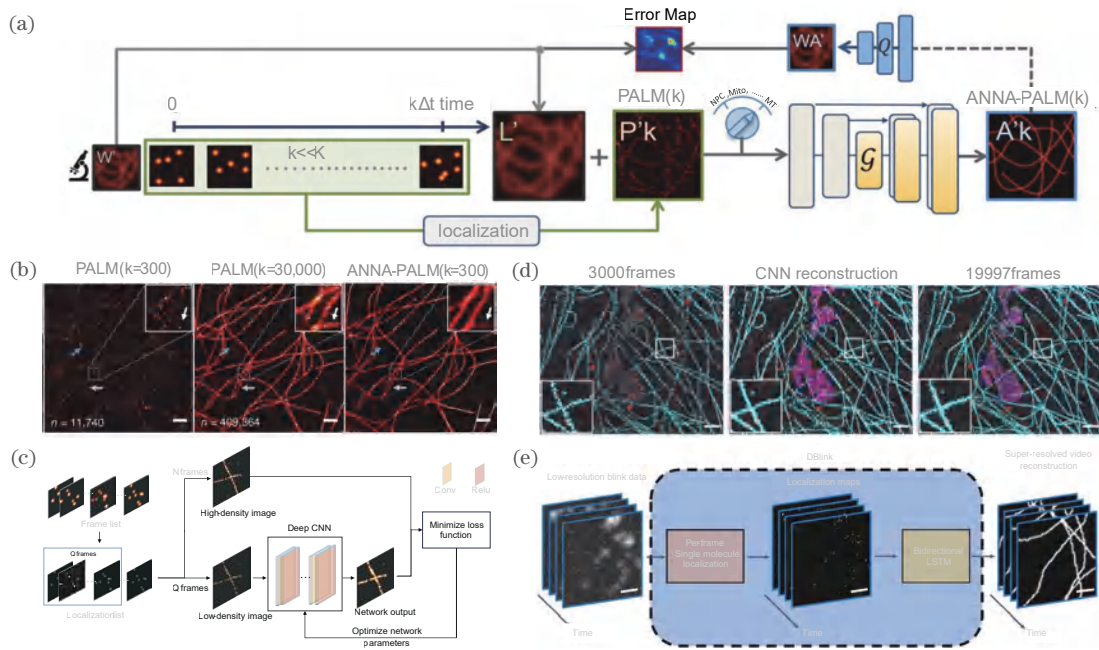 (a)
Error Map
W'
0
kΔt time
k<<K
L'
+
PALM(k)
P'k
localization
NPC, Mito, ...... MT
G
WA'
Q
ANNA-PALM(k)
A'k
(b)
PALM(k=300)
PALM(k=30,000)
ANNA-PALM(k=300)
n = 11,740
n = 409,364
(d)
3000frames
CNN reconstruction
19997frames
(c)
N frames
Frame list
High-density image
Conv
Relu
Deep CNN
Minimize loss
function
Q frames
Localizationlist
Q frames
Low-density image
Network output
Optimize network
parameters
(e)
Lowresolution blink data
DBlink
Localization maps
Super-resolved video
reconstruction
Perframe
Single molecule
localization
Bidirectional
LSTM
Time
Time
Time